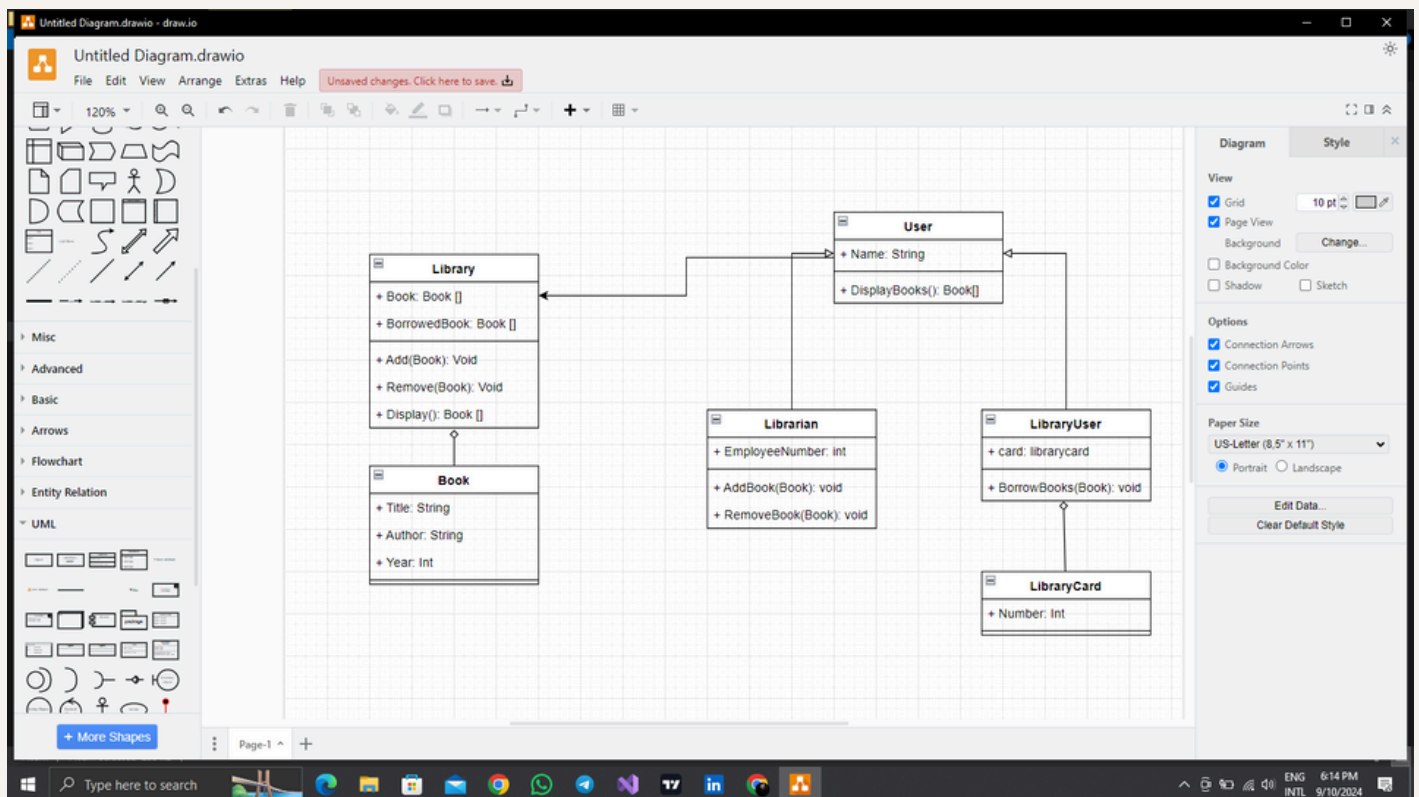 Untitled Diagram.drawio - draw.io
Untitled Diagram.drawio
File Edit View Arrange Extras Help
Unsaved changes. Click here to save.
120%
Diagram Style
View
Grid 10 pt
Page View
Background Change...
Background Color
Shadow Sketch
Options
Connection Arrows
Connection Points
Guides
Paper Size
US-Letter (8,5" x 11")
Portrait Landscape
Edit Data...
Clear Default Style
User
+ Name: String
+ DisplayBooks(): Book[]
Library
+ Book: Book []
+ BorrowedBook: Book []
+ Add(Book): Void
+ Remove(Book): Void
+ Display(): Book []
Book
+ Title: String
+ Author: String
+ Year: Int
Librarian
+ EmployeeNumber: int
+ AddBook(Book): void
+ RemoveBook(Book): void
LibraryUser
+ card: librarycard
+ BorrowBooks(Book): void
LibraryCard
+ Number: Int
Misc
Advanced
Basic
Arrows
Flowchart
Entity Relation
UML
package
+ More Shapes
Page-1
Type here to search
in
ENG 6:14 PM
INTL 9/10/2024